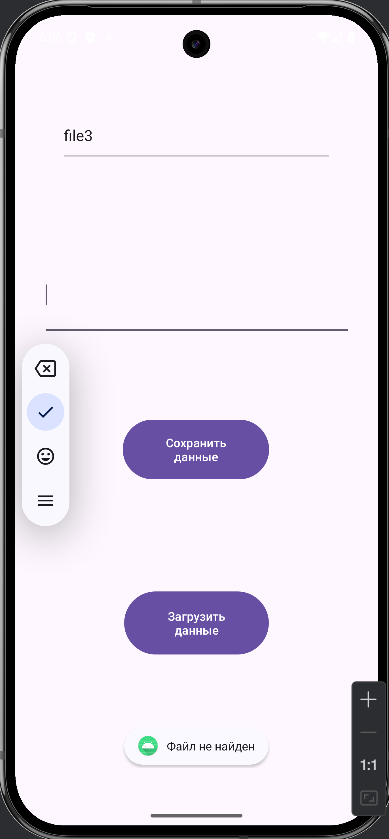 file3
Сохранить
данные
Загрузить
данные
Файл не найден
1:1